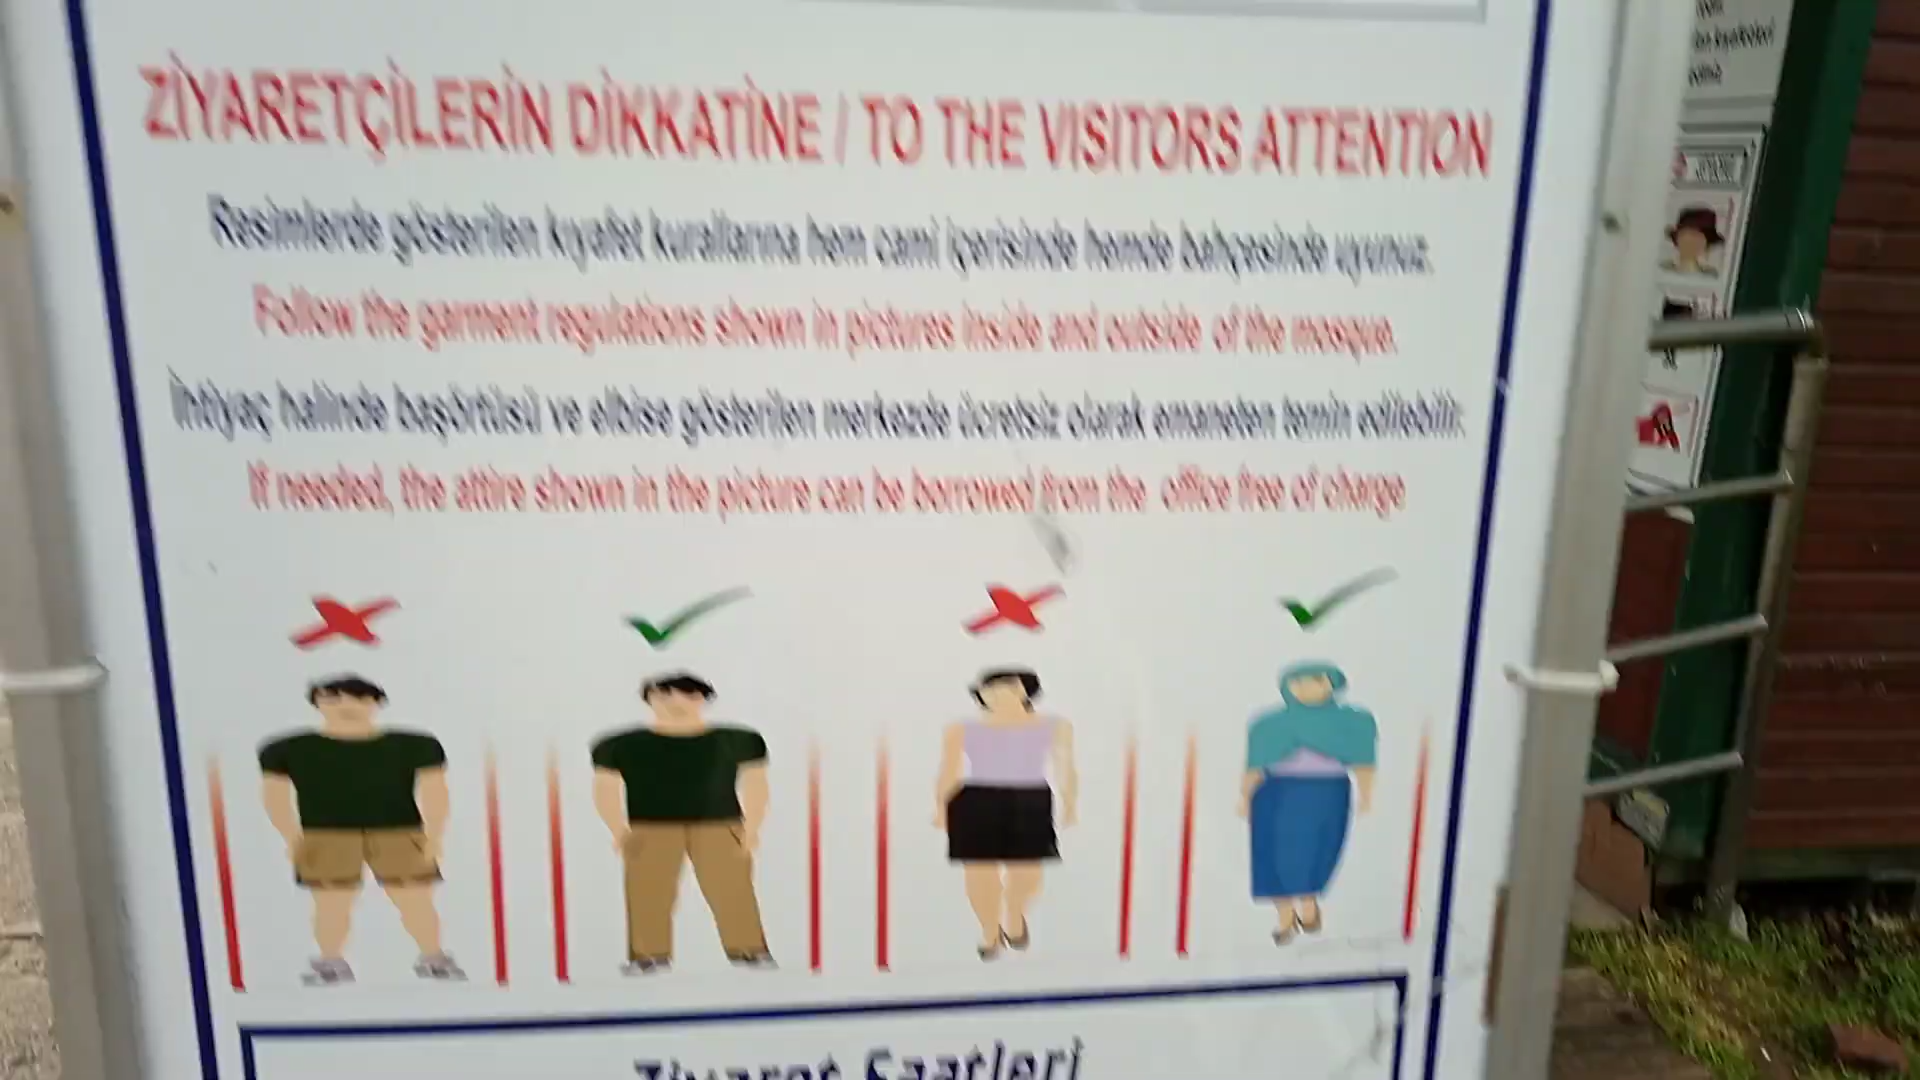 ZİYARETÇİLERİN DİKKATİNE / TO THE VISITORS ATTENTION
Resimlerde gösterilen kıyafet kurallarına hem cami içerisinde hemde bahçesinde uyunuz.
Follow the garment regulations shown in pictures inside and outside of the mosque.
İhtiyaç halinde başörtüsü ve elbise gösterilen merkezde ücretsiz olarak emaneten temin edilebilir.
If needed, the attire shown in the picture can be borrowed from the office free of charge
Ziyaret Saatleri